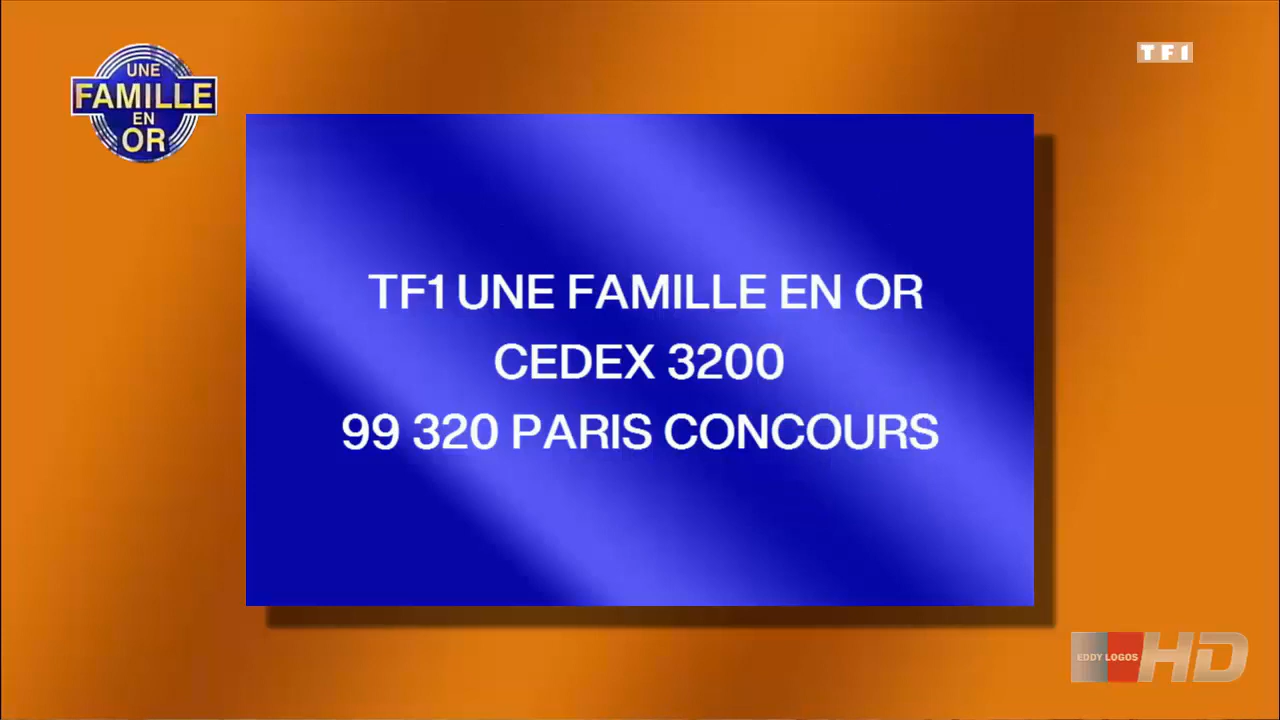 UNE
FAMILLE
EN
OR
TF1
TF1 UNE FAMILLE EN OR
CEDEX 3200
99 320 PARIS CONCOURS
EDDY LOGOS HD